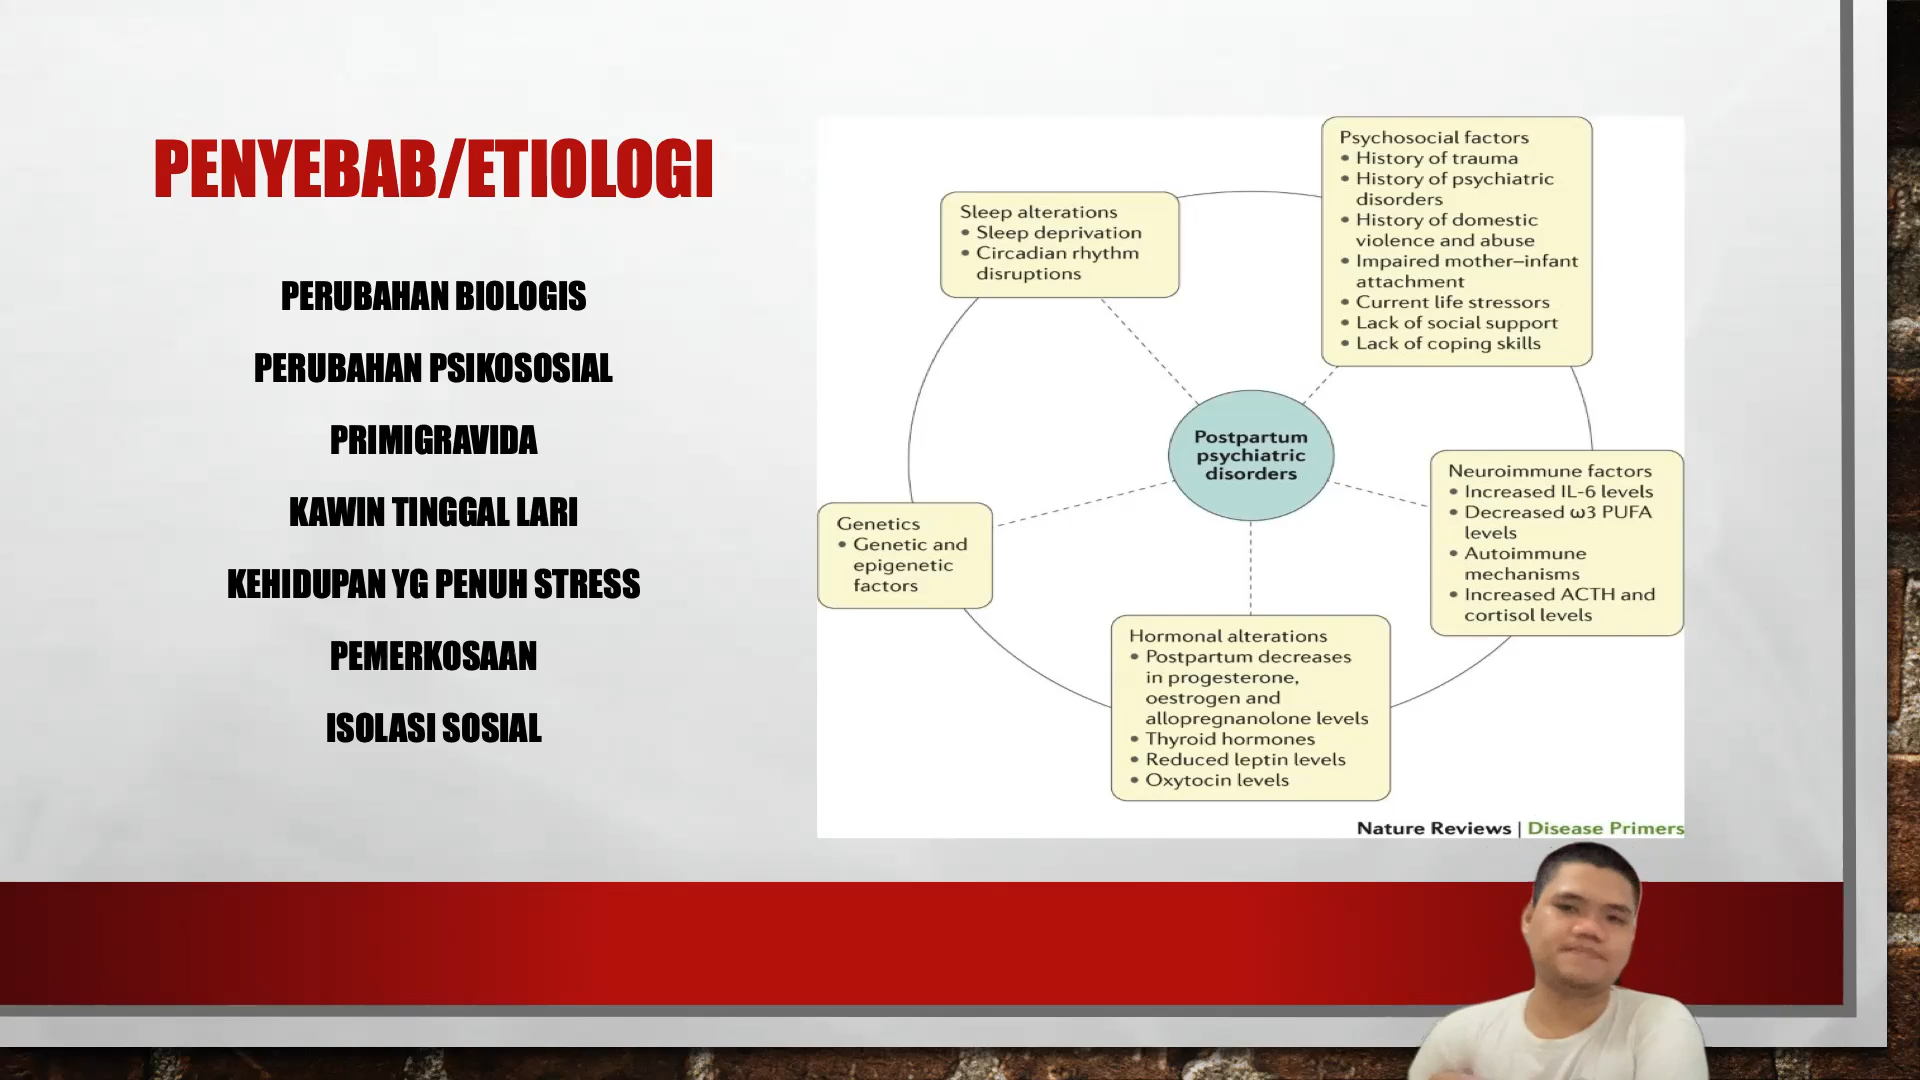 PENYEBAB/ETIOLOGI
PERUBAHAN BIOLOGIS
PERUBAHAN PSIKOSOSIAL
PRIMIGRAVIDA
KAWIN TINGGAL LARI
KEHIDUPAN YG PENUH STRESS
PEMERKOSAAN
ISOLASI SOSIAL
Sleep alterations
• Sleep deprivation
• Circadian rhythm
disruptions
Psychosocial factors
• History of trauma
• History of psychiatric
disorders
• History of domestic
violence and abuse
• Impaired mother–infant
attachment
• Current life stressors
• Lack of social support
• Lack of coping skills
Postpartum
psychiatric
disorders
Neuroimmune factors
• Increased IL-6 levels
• Decreased ω3 PUFA
levels
• Autoimmune
mechanisms
• Increased ACTH and
cortisol levels
Genetics
• Genetic and
epigenetic
factors
Hormonal alterations
• Postpartum decreases
in progesterone,
oestrogen and
allopregnanolone levels
• Thyroid hormones
• Reduced leptin levels
• Oxytocin levels
Nature Reviews | Disease Primers